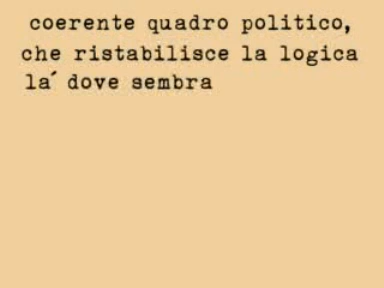 coerente quadro politico,
che ristabilisce la logica
la´ dove sembra